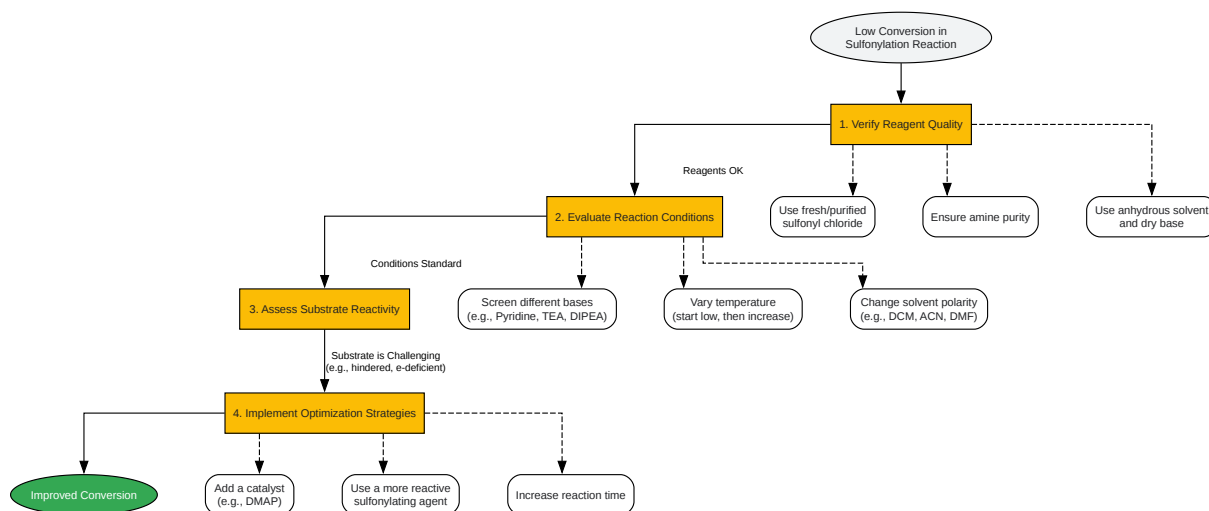 Low Conversion in
Sulfonylation Reaction
1. Verify Reagent Quality
Reagents OK
Use fresh/purified
sulfonyl chloride
Ensure amine purity
Use anhydrous solvent
and dry base
2. Evaluate Reaction Conditions
Conditions Standard
Screen different bases
(e.g., Pyridine, TEA, DIPEA)
Vary temperature
(start low, then increase)
Change solvent polarity
(e.g., DCM, ACN, DMF)
3. Assess Substrate Reactivity
Substrate is Challenging
(e.g., hindered, e-deficient)
4. Implement Optimization Strategies
Improved Conversion
Add a catalyst
(e.g., DMAP)
Use a more reactive
sulfonylating agent
Increase reaction time